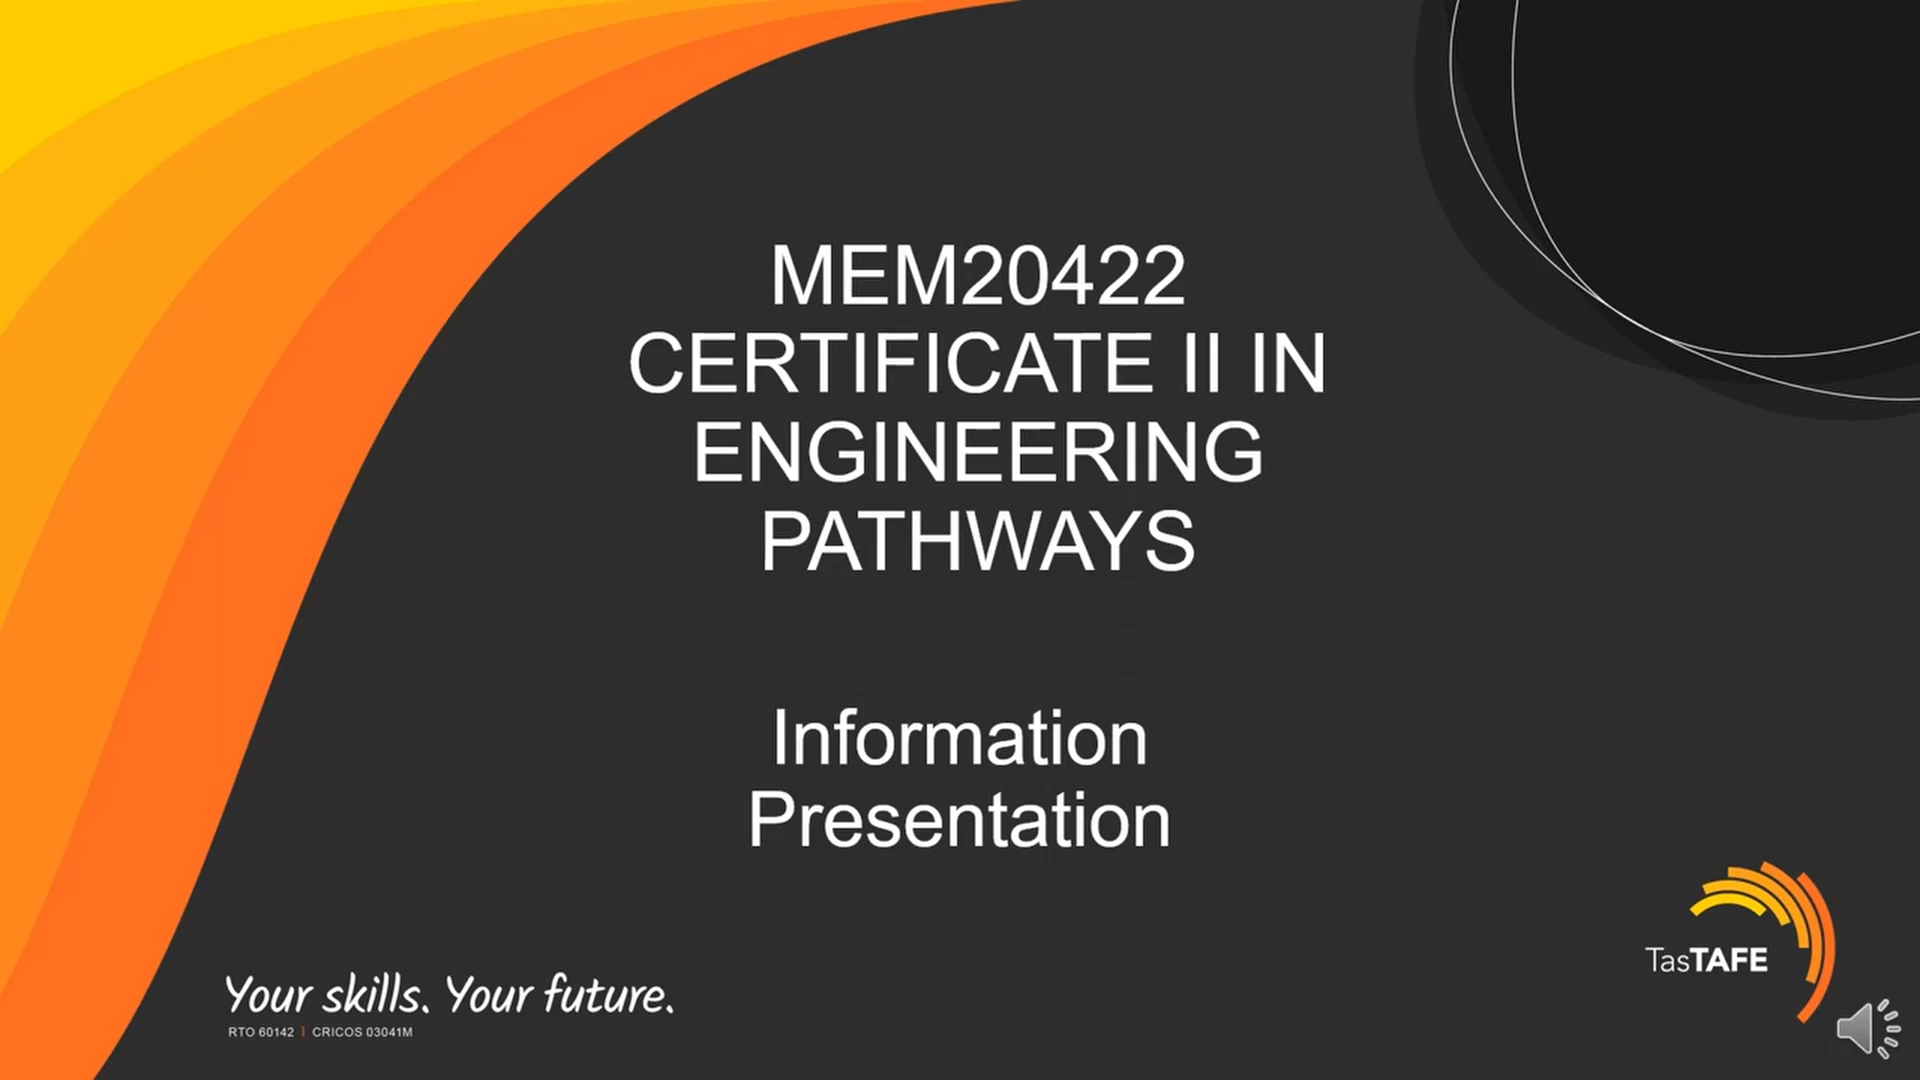 MEM20422
CERTIFICATE II IN
ENGINEERING
PATHWAYS
Information
Presentation
TasTAFE
Your skills. Your future.
RTO 60142 | CRICOS 03041M